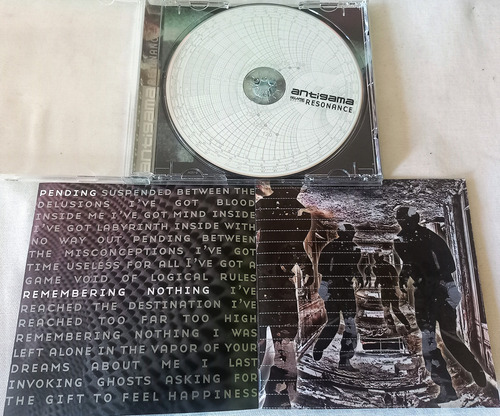 antigama
RESONANCE
PENDING SUSPENDED BETWEEN THE
DELUSIONS I'VE GOT BLOOD
INSIDE ME I'VE GOT MIND INSIDE
I'VE GOT LABYRINTH INSIDE WITH
NO WAY OUT PENDING BETWEEN
THE MISCONCEPTIONS I'VE GOT
TIME USELESS FOR ALL I'VE GOT A
GAME VOID OF LOGICAL RULES
REMEMBERING NOTHING I'VE
REACHED THE DESTINATION I'VE
REACHED TOO FAR TOO HIGH
REMEMBERING NOTHING I WAS
LEFT ALONE IN THE VAPOR OF YOUR
DREAMS ABOUT ME I LAST
INVOKING GHOSTS ASKING FOR
THE GIFT TO FEEL HAPPINESS